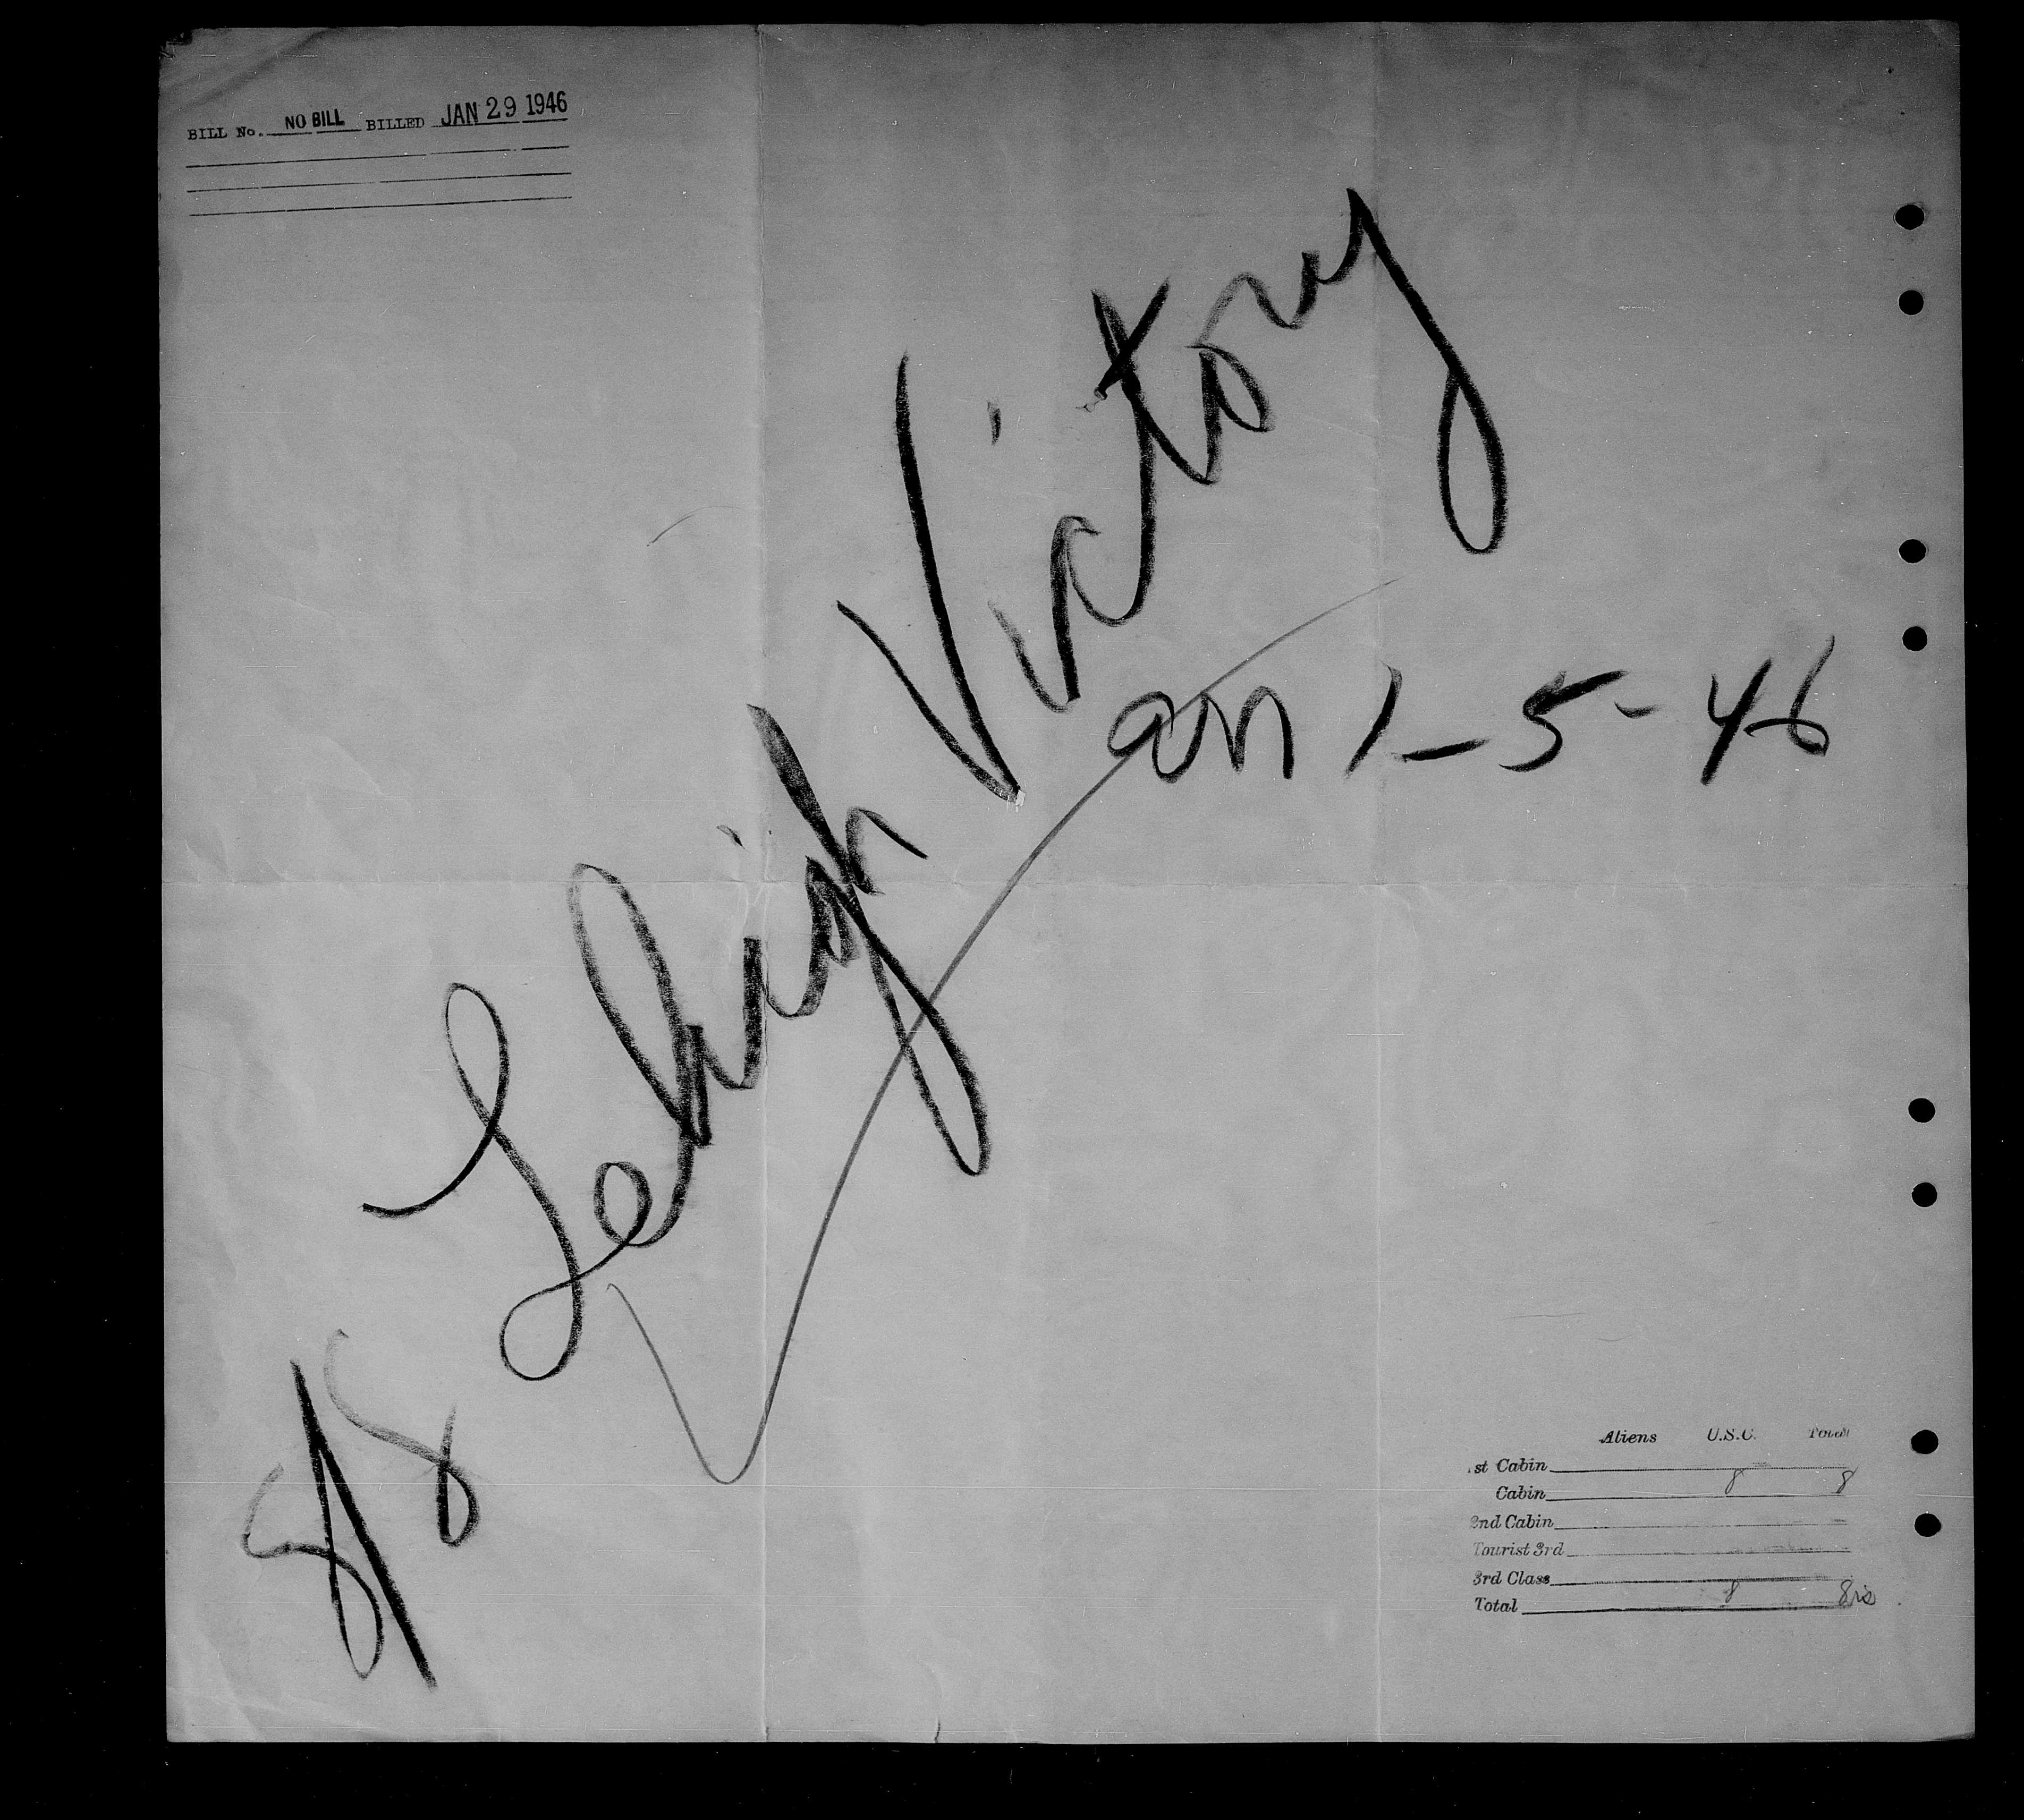 BILL No. NO BILL BILLED JAN 29 1946
S/S Lehigh Victory
arr 1-5-46
Aliens U.S.C. Total
1st Cabin
Cabin 8 8
2nd Cabin
Tourist 3rd
3rd Class
Total 8 8